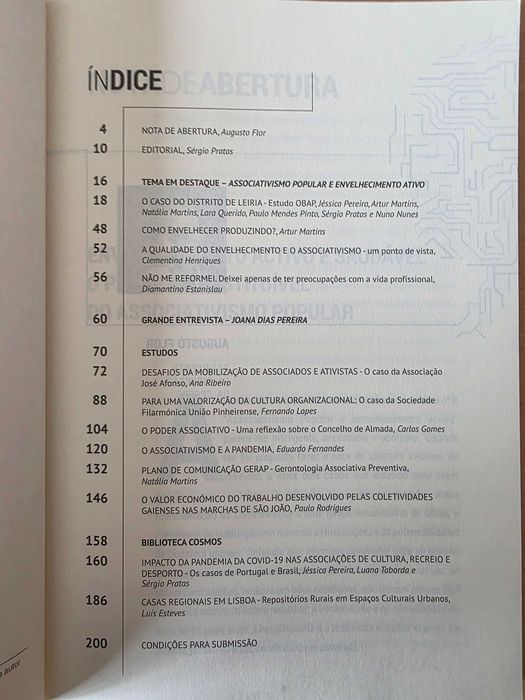 ÍNDICE
4 NOTA DE ABERTURA, Augusto Flor
10 EDITORIAL, Sérgio Pratas
16 TEMA EM DESTAQUE – ASSOCIATIVISMO POPULAR E ENVELHECIMENTO ATIVO
18 O CASO DO DISTRITO DE LEIRIA - Estudo OBAP, Jéssica Pereira, Artur Martins,
Natália Martins, Lara Querido, Paulo Mendes Pinto, Sérgio Pratas e Nuno Nunes
48 COMO ENVELHECER PRODUZINDO?, Artur Martins
52 A QUALIDADE DO ENVELHECIMENTO E O ASSOCIATIVISMO - um ponto de vista,
Clementina Henriques
56 NÃO ME REFORMEI. Deixei apenas de ter preocupações com a vida profissional,
Diamantino Estanislau
60 GRANDE ENTREVISTA – JOANA DIAS PEREIRA
70 ESTUDOS
72 DESAFIOS DA MOBILIZAÇÃO DE ASSOCIADOS E ATIVISTAS - O caso da Associação
José Afonso, Ana Ribeiro
88 PARA UMA VALORIZAÇÃO DA CULTURA ORGANIZACIONAL: O caso da Sociedade
Filarmónica União Pinheirense, Fernando Lopes
104 O PODER ASSOCIATIVO - Uma reflexão sobre o Concelho de Almada, Carlos Gomes
120 O ASSOCIATIVISMO E A PANDEMIA, Eduardo Fernandes
132 PLANO DE COMUNICAÇÃO GERAP - Gerontologia Associativa Preventiva,
Natália Martins
146 O VALOR ECONÓMICO DO TRABALHO DESENVOLVIDO PELAS COLETIVIDADES
GAIENSES NAS MARCHAS DE SÃO JOÃO, Paulo Rodrigues
158 BIBLIOTECA COSMOS
160 IMPACTO DA PANDEMIA DA COVID-19 NAS ASSOCIAÇÕES DE CULTURA, RECREIO E
DESPORTO - Os casos de Portugal e Brasil, Jéssica Pereira, Luana Taborda e
Sérgio Pratas
186 CASAS REGIONAIS EM LISBOA - Repositórios Rurais em Espaços Culturais Urbanos,
Luís Esteves
200 CONDIÇÕES PARA SUBMISSÃO
autor